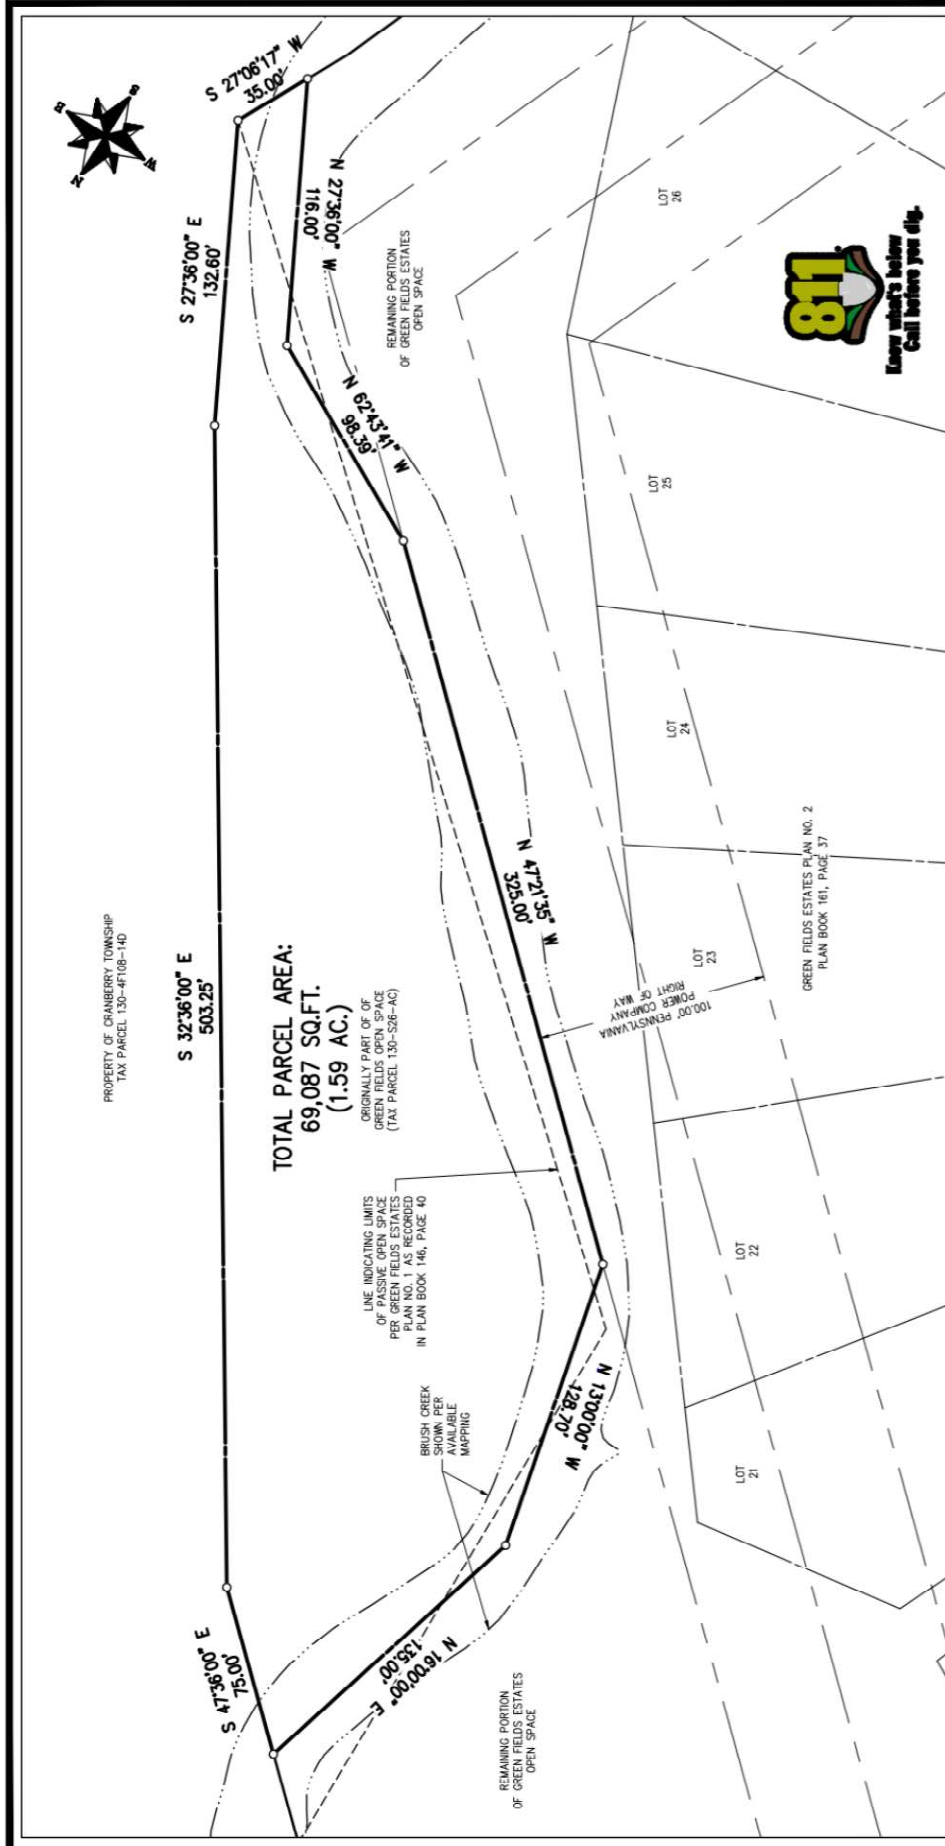 N
E
S
W
S 27°06'17" W
35.00'
S 27°36'00" E
132.60'
N 27°36'00" W
116.00'
REMAINING PORTION
OF GREEN FIELDS ESTATES
OPEN SPACE
N 62°43'41" W
98.39'
LOT
26
811
Know what's below
Call before you dig.
LOT
25
LOT
24
PROPERTY OF CRANBERRY TOWNSHIP
TAX PARCEL 130-4F108-14D
S 32°36'00" E
503.25'
TOTAL PARCEL AREA:
69,087 SQ.FT.
(1.59 AC.)
ORIGINALLY PART OF OF
GREEN FIELDS OPEN SPACE
(TAX PARCEL 130-S26-AC)
N 47°21'35" W
325.00'
100.00' PENNSYLVANIA
POWER COMPANY
RIGHT OF WAY
LOT
23
GREEN FIELDS ESTATES PLAN NO. 2
PLAN BOOK 161, PAGE 37
LINE INDICATING LIMITS
OF PASSIVE OPEN SPACE
PER GREEN FIELDS ESTATES
PLAN NO. 1 AS RECORDED
IN PLAN BOOK 146, PAGE 40
LOT
22
BRUSH CREEK
SHOWN PER
AVAILABLE
MAPPING
N 13°00'00" W
128.70'
LOT
21
S 47°36'00" E
75.00'
N 16°00'00" E
135.00'
REMAINING PORTION
OF GREEN FIELDS ESTATES
OPEN SPACE